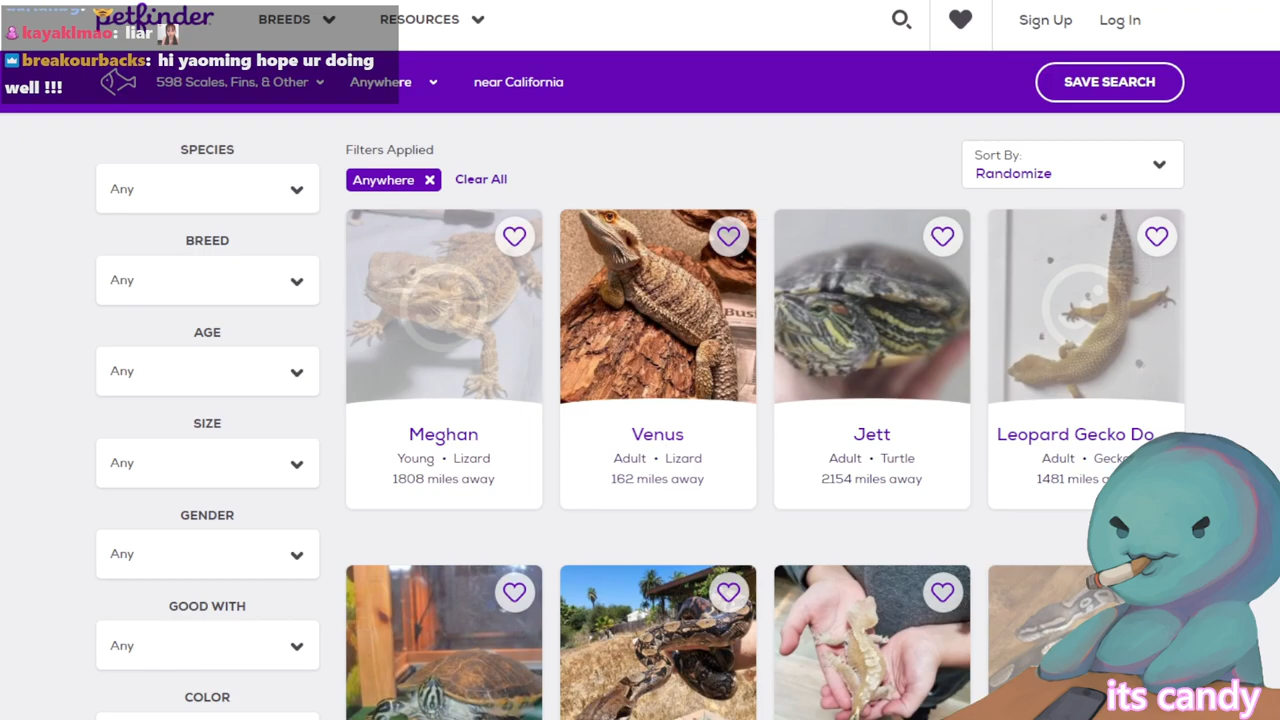 petfinder
BREEDS
RESOURCES
Sign Up
Log In
kayaklmao: liar
breakourbacks: hi yaoming hope ur doing
well !!!
598 Scales, Fins, & Other
Anywhere
near California
SAVE SEARCH
SPECIES
Any
BREED
Any
AGE
Any
SIZE
Any
GENDER
Any
GOOD WITH
Any
COLOR
Filters Applied
Anywhere
Clear All
Sort By:
Randomize
Meghan
Young • Lizard
1808 miles away
Venus
Adult • Lizard
162 miles away
Jett
Adult • Turtle
2154 miles away
Leopard Gecko Do
Adult • Gecko
1481 miles
its candy